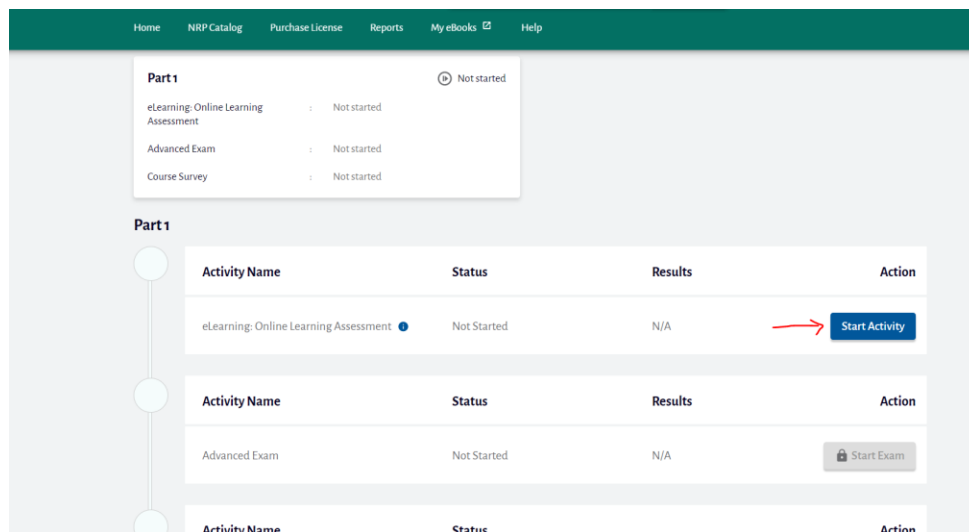 Home NRP Catalog Purchase License Reports My eBooks Help
Part 1 Not started
eLearning: Online Learning
Assessment : Not started
Advanced Exam : Not started
Course Survey : Not started
Part 1
Activity Name Status Results Action
eLearning: Online Learning Assessment Not Started N/A Start Activity
Activity Name Status Results Action
Advanced Exam Not Started N/A Start Exam
Activity Name Status Action